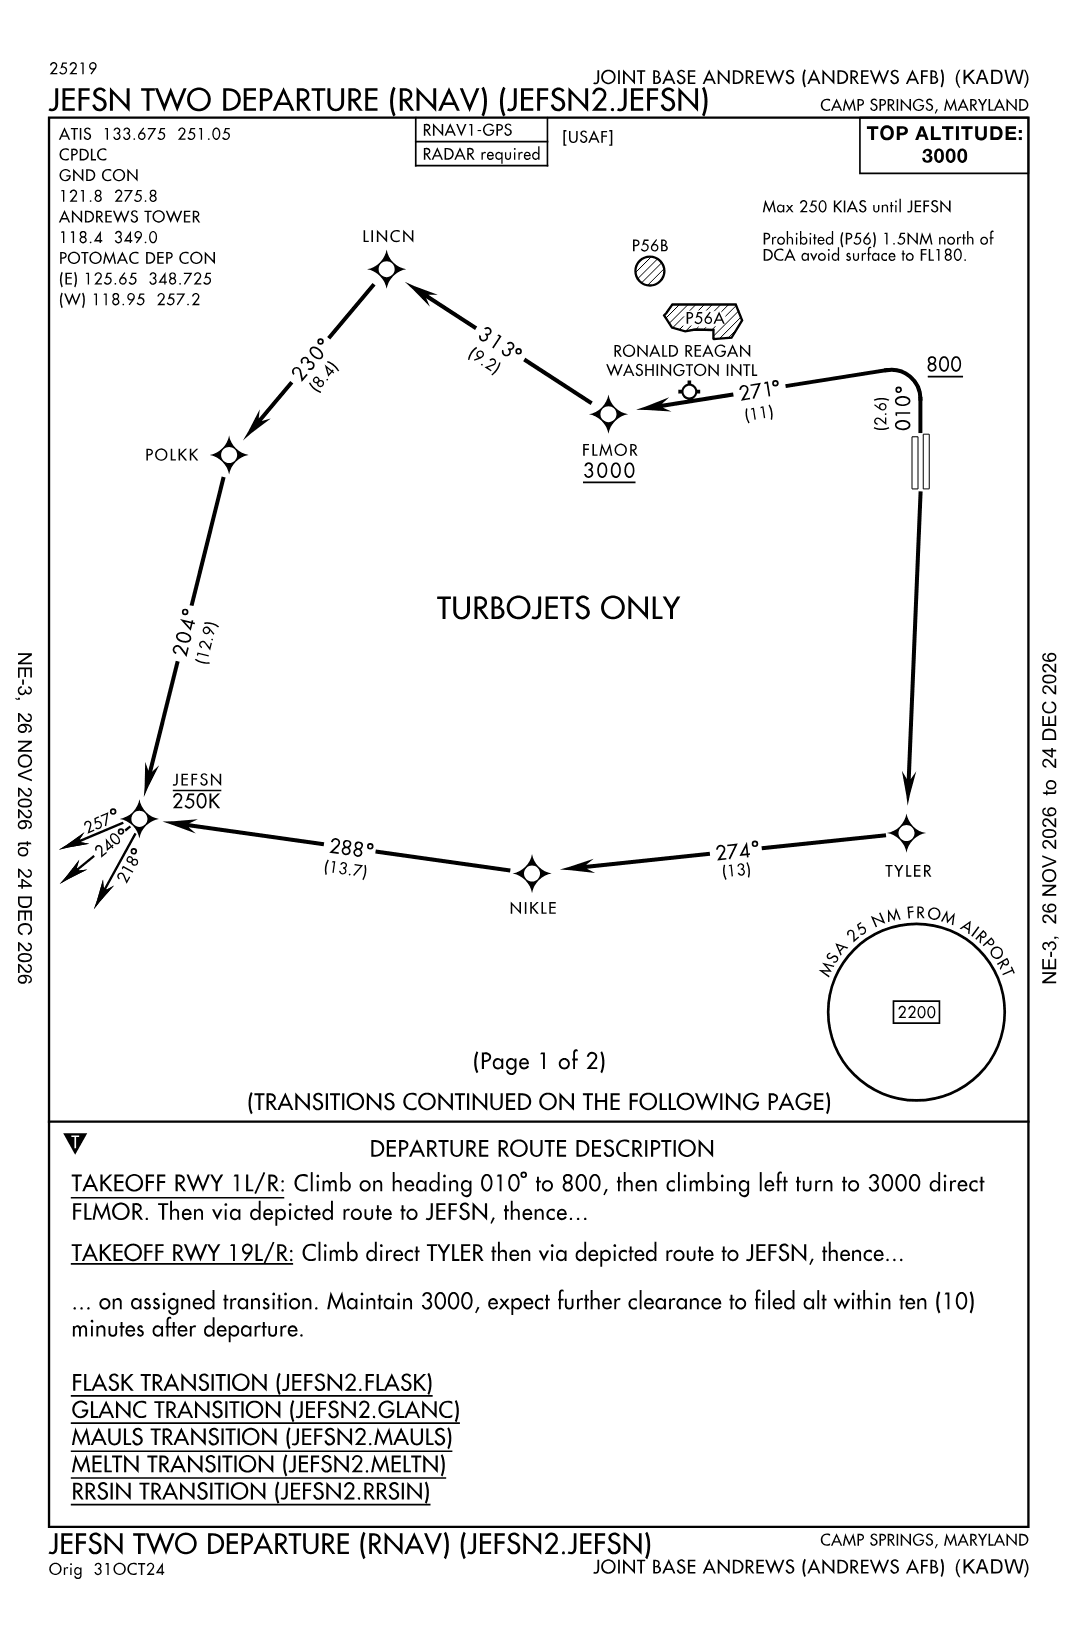 25219
JOINT BASE ANDREWS (ANDREWS AFB) (KADW)
JEFSN TWO DEPARTURE (RNAV) (JEFSN2.JEFSN)
CAMP SPRINGS, MARYLAND
ATIS 133.675 251.05
CPDLC
GND CON
121.8 275.8
ANDREWS TOWER
118.4 349.0
POTOMAC DEP CON
(E) 125.65 348.725
(W) 118.95 257.2
RNAV1-GPS
RADAR required
[USAF]
TOP ALTITUDE:
3000
Max 250 KIAS until JEFSN
Prohibited (P56) 1.5NM north of
DCA avoid surface to FL180.
LINCN
P56B
P56A
RONALD REAGAN
WASHINGTON INTL
800
313°
(9.2)
230°
(8.4)
271°
(11)
010°
(2.6)
FLMOR
3000
POLKK
TURBOJETS ONLY
204°
(12.9)
JEFSN
250K
257°
240°
218°
288°
(13.7)
274°
(13)
TYLER
NIKLE
MSA 25 NM FROM AIRPORT
2200
(Page 1 of 2)
(TRANSITIONS CONTINUED ON THE FOLLOWING PAGE)
NE-3, 26 NOV 2026 to 24 DEC 2026
NE-3, 26 NOV 2026 to 24 DEC 2026
T
DEPARTURE ROUTE DESCRIPTION
TAKEOFF RWY 1L/R: Climb on heading 010° to 800, then climbing left turn to 3000 direct
FLMOR. Then via depicted route to JEFSN, thence...
TAKEOFF RWY 19L/R: Climb direct TYLER then via depicted route to JEFSN, thence...
... on assigned transition. Maintain 3000, expect further clearance to filed alt within ten (10)
minutes after departure.
FLASK TRANSITION (JEFSN2.FLASK)
GLANC TRANSITION (JEFSN2.GLANC)
MAULS TRANSITION (JEFSN2.MAULS)
MELTN TRANSITION (JEFSN2.MELTN)
RRSIN TRANSITION (JEFSN2.RRSIN)
JEFSN TWO DEPARTURE (RNAV) (JEFSN2.JEFSN)
CAMP SPRINGS, MARYLAND
Orig 31OCT24
JOINT BASE ANDREWS (ANDREWS AFB) (KADW)